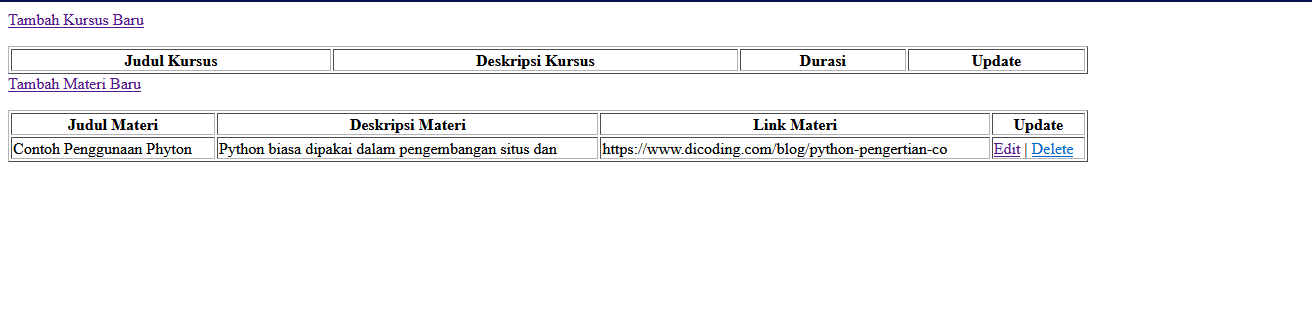 Tambah Kursus Baru
Judul Kursus Deskripsi Kursus Durasi Update
Tambah Materi Baru
Judul Materi Deskripsi Materi Link Materi Update
Contoh Penggunaan Phyton Python biasa dipakai dalam pengembangan situs dan https://www.dicoding.com/blog/python-pengertian-co Edit | Delete